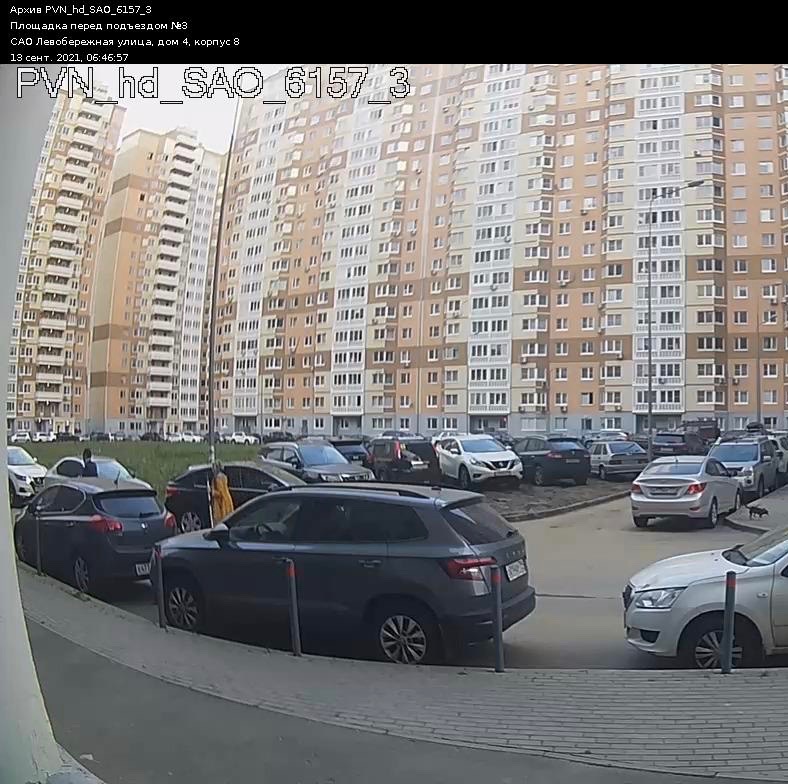 Архив PVN_hd_SAO_6157_3
Площадка перед подъездом №3
САО Левобережная улица, дом 4, корпус 8
13 сент. 2021, 06:46:57
PVN_hd_SAO_6157_3